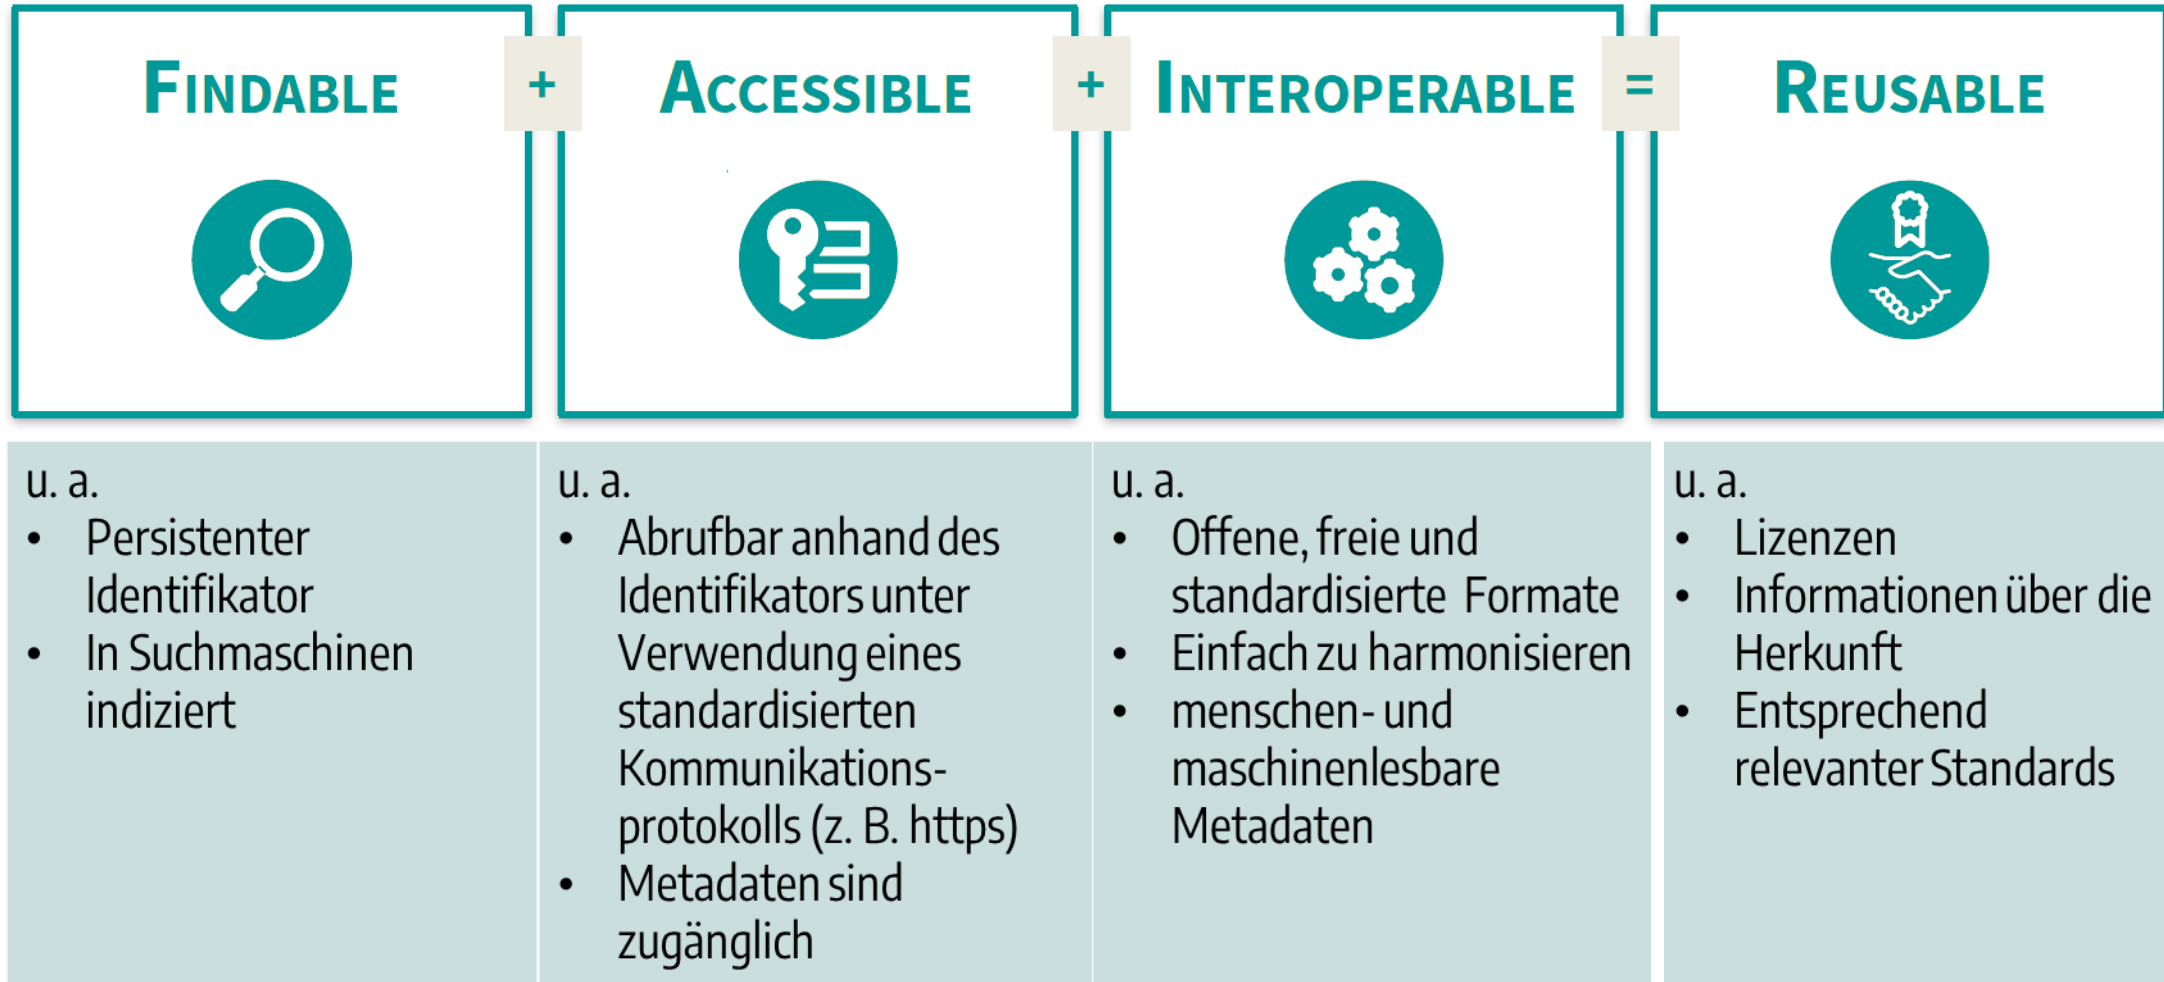 FINDABLE + ACCESSIBLE + INTEROPERABLE = REUSABLE
u. a.
• Persistenter
Identifikator
• In Suchmaschinen
indiziert
u. a.
• Abrufbar anhand des
Identifikators unter
Verwendung eines
standardisierten
Kommunikations-
protokolls (z. B. https)
• Metadaten sind
zugänglich
u. a.
• Offene, freie und
standardisierte Formate
• Einfach zu harmonisieren
• menschen- und
maschinenlesbare
Metadaten
u. a.
• Lizenzen
• Informationen über die
Herkunft
• Entsprechend
relevanter Standards